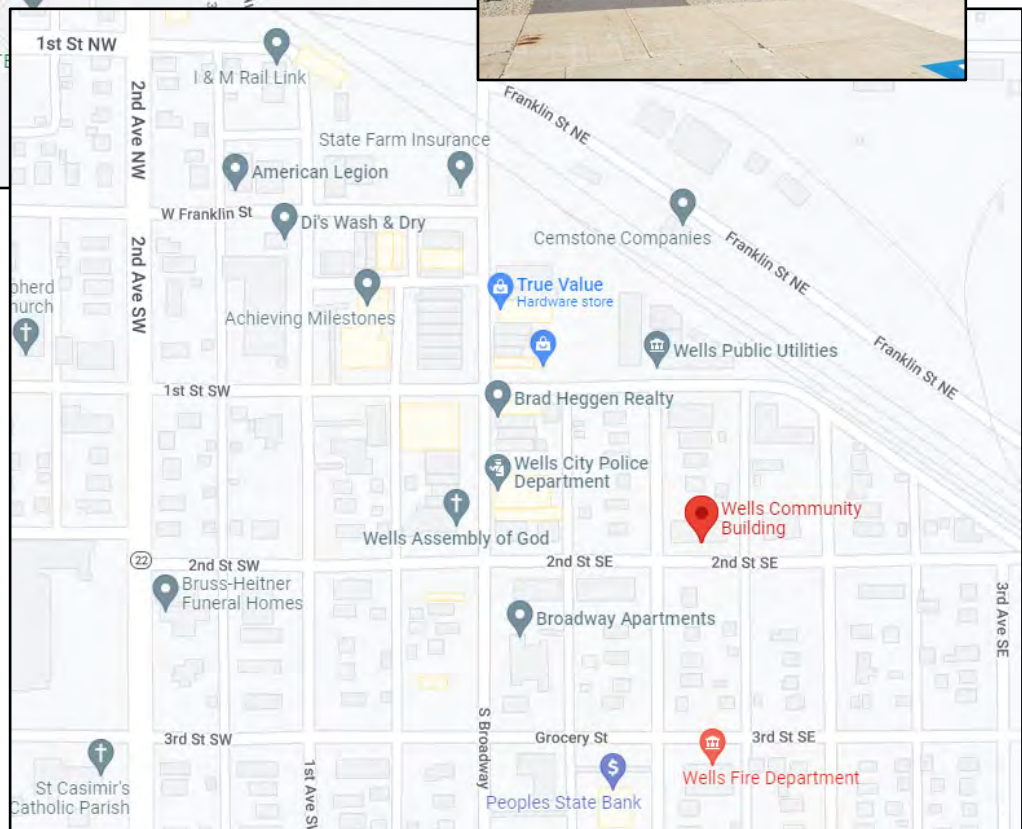 1st St NW
I & M Rail Link
2nd Ave NW
Franklin St NE
State Farm Insurance
American Legion
W Franklin St
Di's Wash & Dry
Cemstone Companies
Franklin St NE
2nd Ave SW
True Value
Hardware store
Achieving Milestones
Wells Public Utilities
Franklin St NE
1st St SW
Brad Heggen Realty
Wells City Police
Department
Wells Community
Building
Wells Assembly of God
22
2nd St SW
2nd St SE
2nd St SE
Bruss-Heitner
Funeral Homes
Broadway Apartments
3rd Ave SE
S Broadway
3rd St SW
Grocery St
3rd St SE
1st Ave SW
St Casimir's
Catholic Parish
$
Peoples State Bank
Wells Fire Department